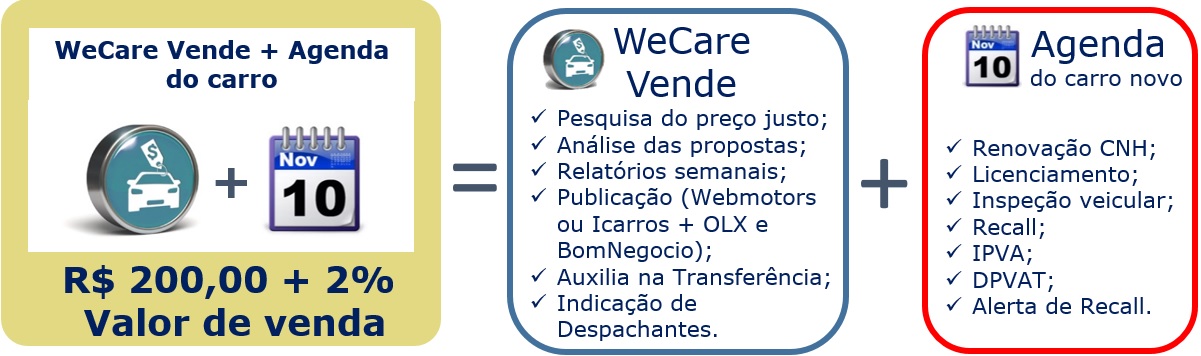 WeCare Vende + Agenda
do carro
+
Nov
10
R$ 200,00 + 2%
Valor de venda
=
WeCare
Vende
✓ Pesquisa do preço justo;
✓ Análise das propostas;
✓ Relatórios semanais;
✓ Publicação (Webmotors
ou Icarros + OLX e
BomNegocio);
✓ Auxilia na Transferência;
✓ Indicação de
Despachantes.
+
Nov
10
Agenda
do carro novo
✓ Renovação CNH;
✓ Licenciamento;
✓ Inspeção veicular;
✓ Recall;
✓ IPVA;
✓ DPVAT;
✓ Alerta de Recall.